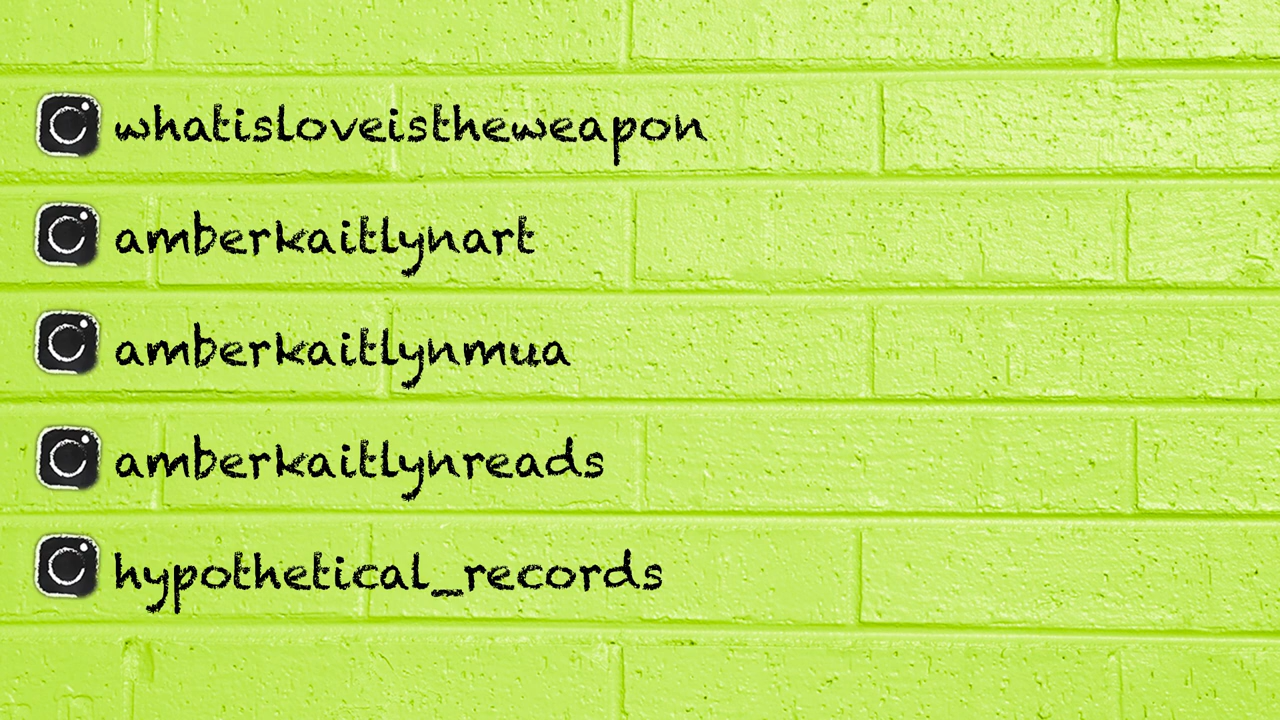 whatisloveistheweapon
amberkaitlynart
amberkaitlynmua
amberkaitlynreads
hypothetical_records